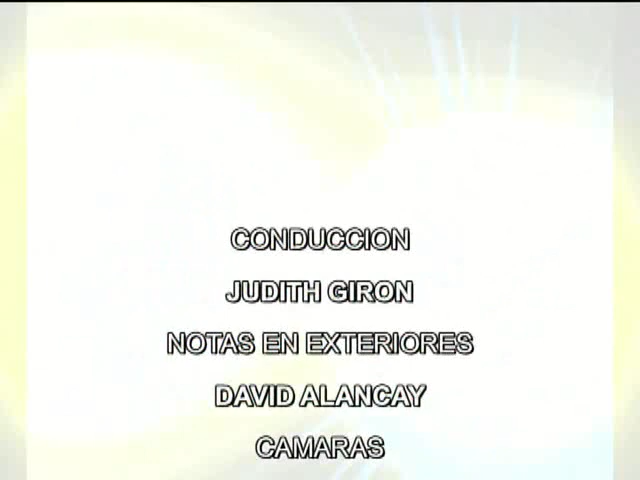 CONDUCCION
JUDITH GIRON
NOTAS EN EXTERIORES
DAVID ALANCAY
CAMARAS